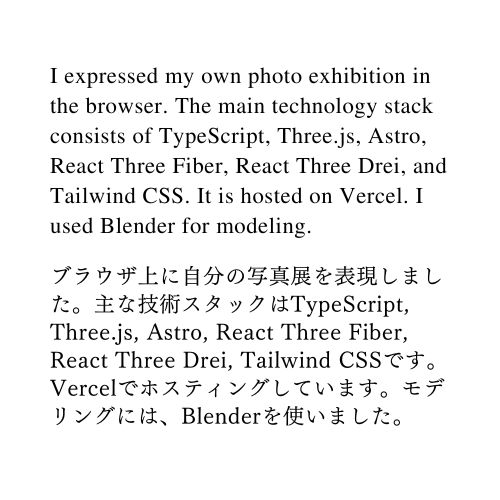 I expressed my own photo exhibition in
the browser. The main technology stack
consists of TypeScript, Three.js, Astro,
React Three Fiber, React Three Drei, and
Tailwind CSS. It is hosted on Vercel. I
used Blender for modeling.
ブラウザ上に自分の写真展を表現しまし
た。主な技術スタックはTypeScript,
Three.js, Astro, React Three Fiber,
React Three Drei, Tailwind CSSです。
Vercelでホスティングしています。モデ
リングには、Blenderを使いました。